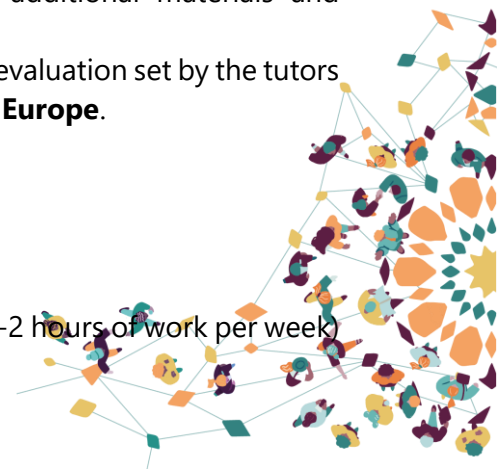 additional materials and
evaluation set by the tutors
Europe.
-2 hours of work per week)